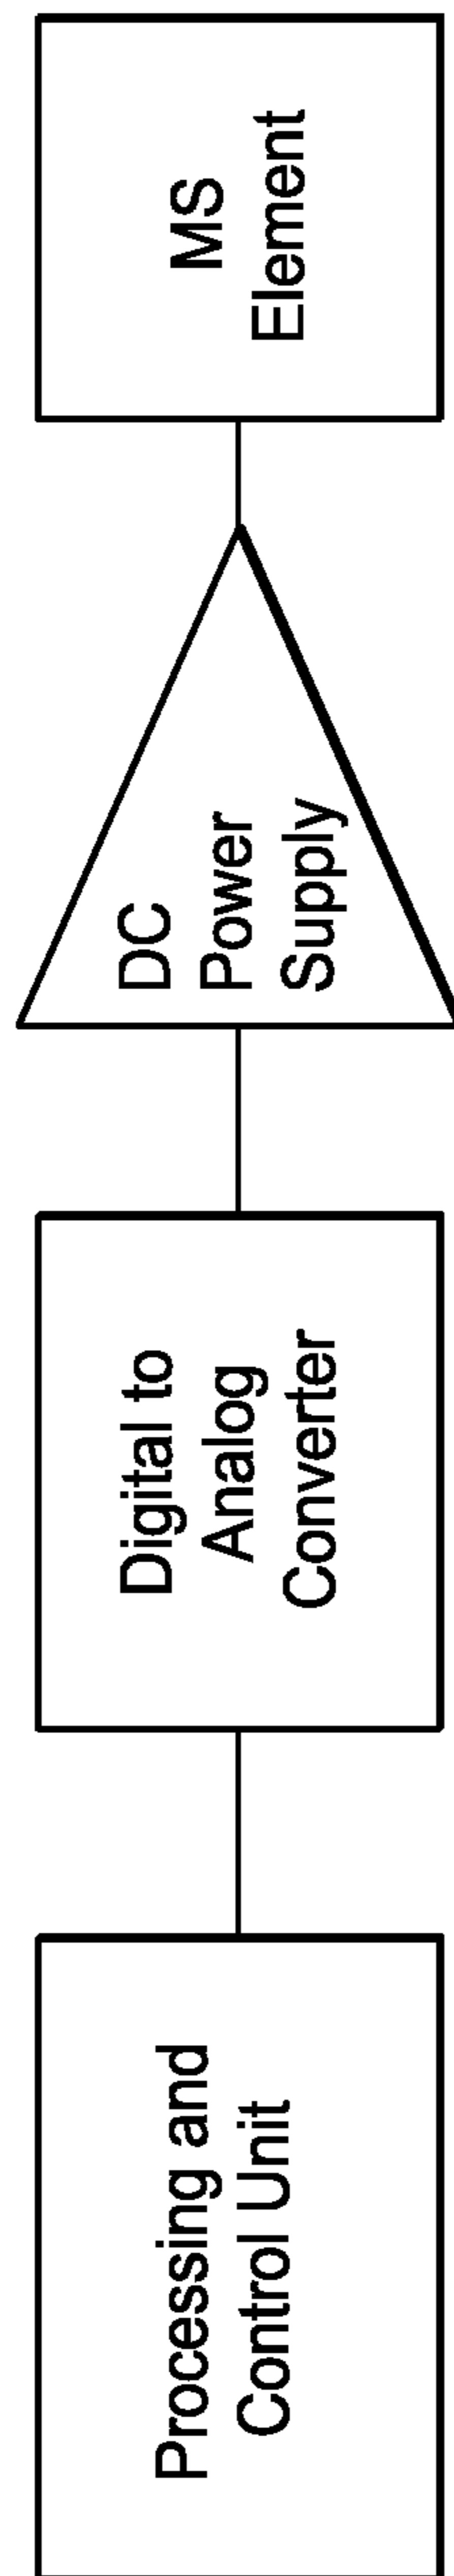 Processing and
Control Unit
Digital to
Analog
Converter
DC
Power
Supply
MS
Element